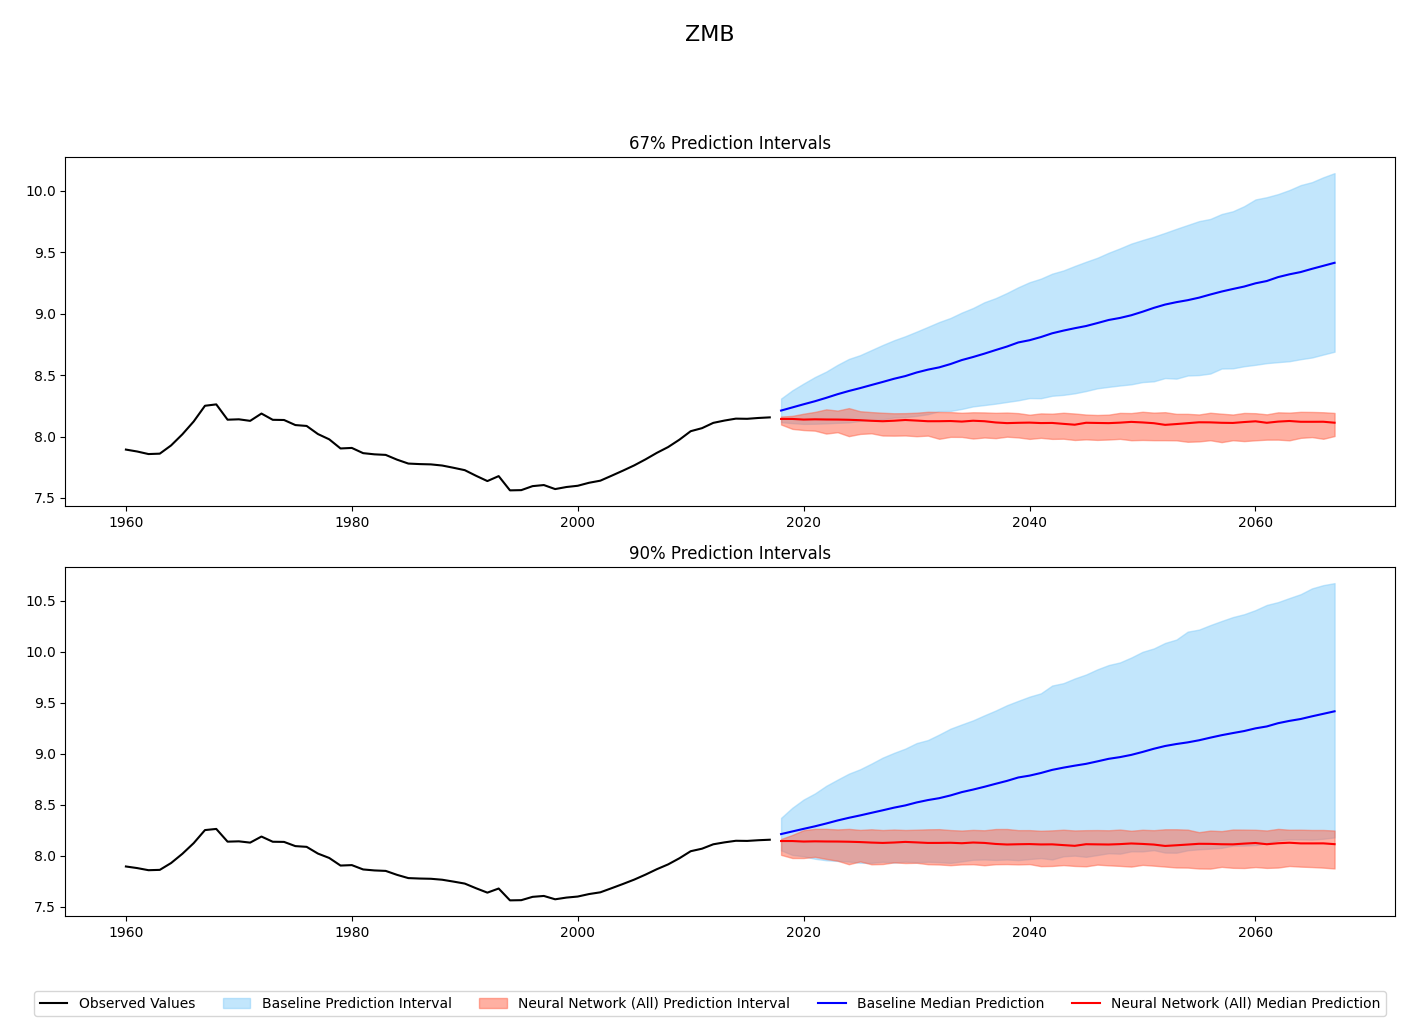 ZMB
67% Prediction Intervals
10.0
9.5
9.0
8.5
8.0
7.5
1960 1980 2000 2020 2040 2060
90% Prediction Intervals
10.5
10.0
9.5
9.0
8.5
8.0
7.5
1960 1980 2000 2020 2040 2060
Observed Values Baseline Prediction Interval Neural Network (All) Prediction Interval Baseline Median Prediction Neural Network (All) Median Prediction